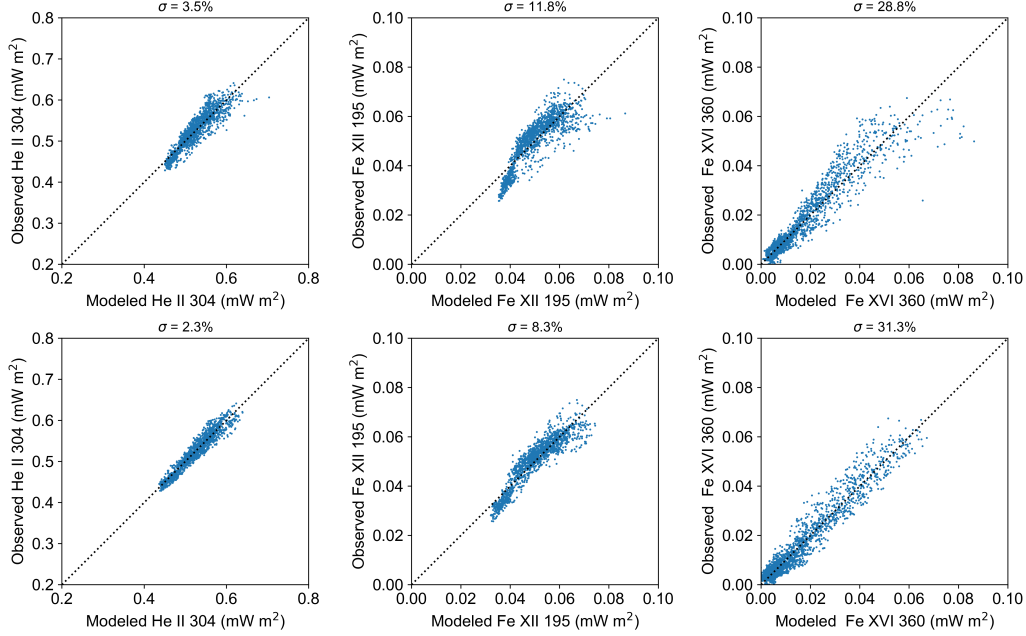 σ = 3.5%
Observed He II 304 (mW m²)
0.8
0.7
0.6
0.5
0.4
0.3
0.2
0.2 0.4 0.6 0.8
Modeled He II 304 (mW m²)
σ = 11.8%
Observed Fe XII 195 (mW m²)
0.10
0.08
0.06
0.04
0.02
0.00
0.00 0.02 0.04 0.06 0.08 0.10
Modeled Fe XII 195 (mW m²)
σ = 28.8%
Observed  Fe XVI 360 (mW m²)
0.10
0.08
0.06
0.04
0.02
0.00
0.00 0.02 0.04 0.06 0.08 0.10
Modeled  Fe XVI 360 (mW m²)
σ = 2.3%
Observed He II 304 (mW m²)
0.8
0.7
0.6
0.5
0.4
0.3
0.2
0.2 0.4 0.6 0.8
Modeled He II 304 (mW m²)
σ = 8.3%
Observed Fe XII 195 (mW m²)
0.10
0.08
0.06
0.04
0.02
0.00
0.00 0.02 0.04 0.06 0.08 0.10
Modeled Fe XII 195 (mW m²)
σ = 31.3%
Observed  Fe XVI 360 (mW m²)
0.10
0.08
0.06
0.04
0.02
0.00
0.00 0.02 0.04 0.06 0.08 0.10
Modeled  Fe XVI 360 (mW m²)